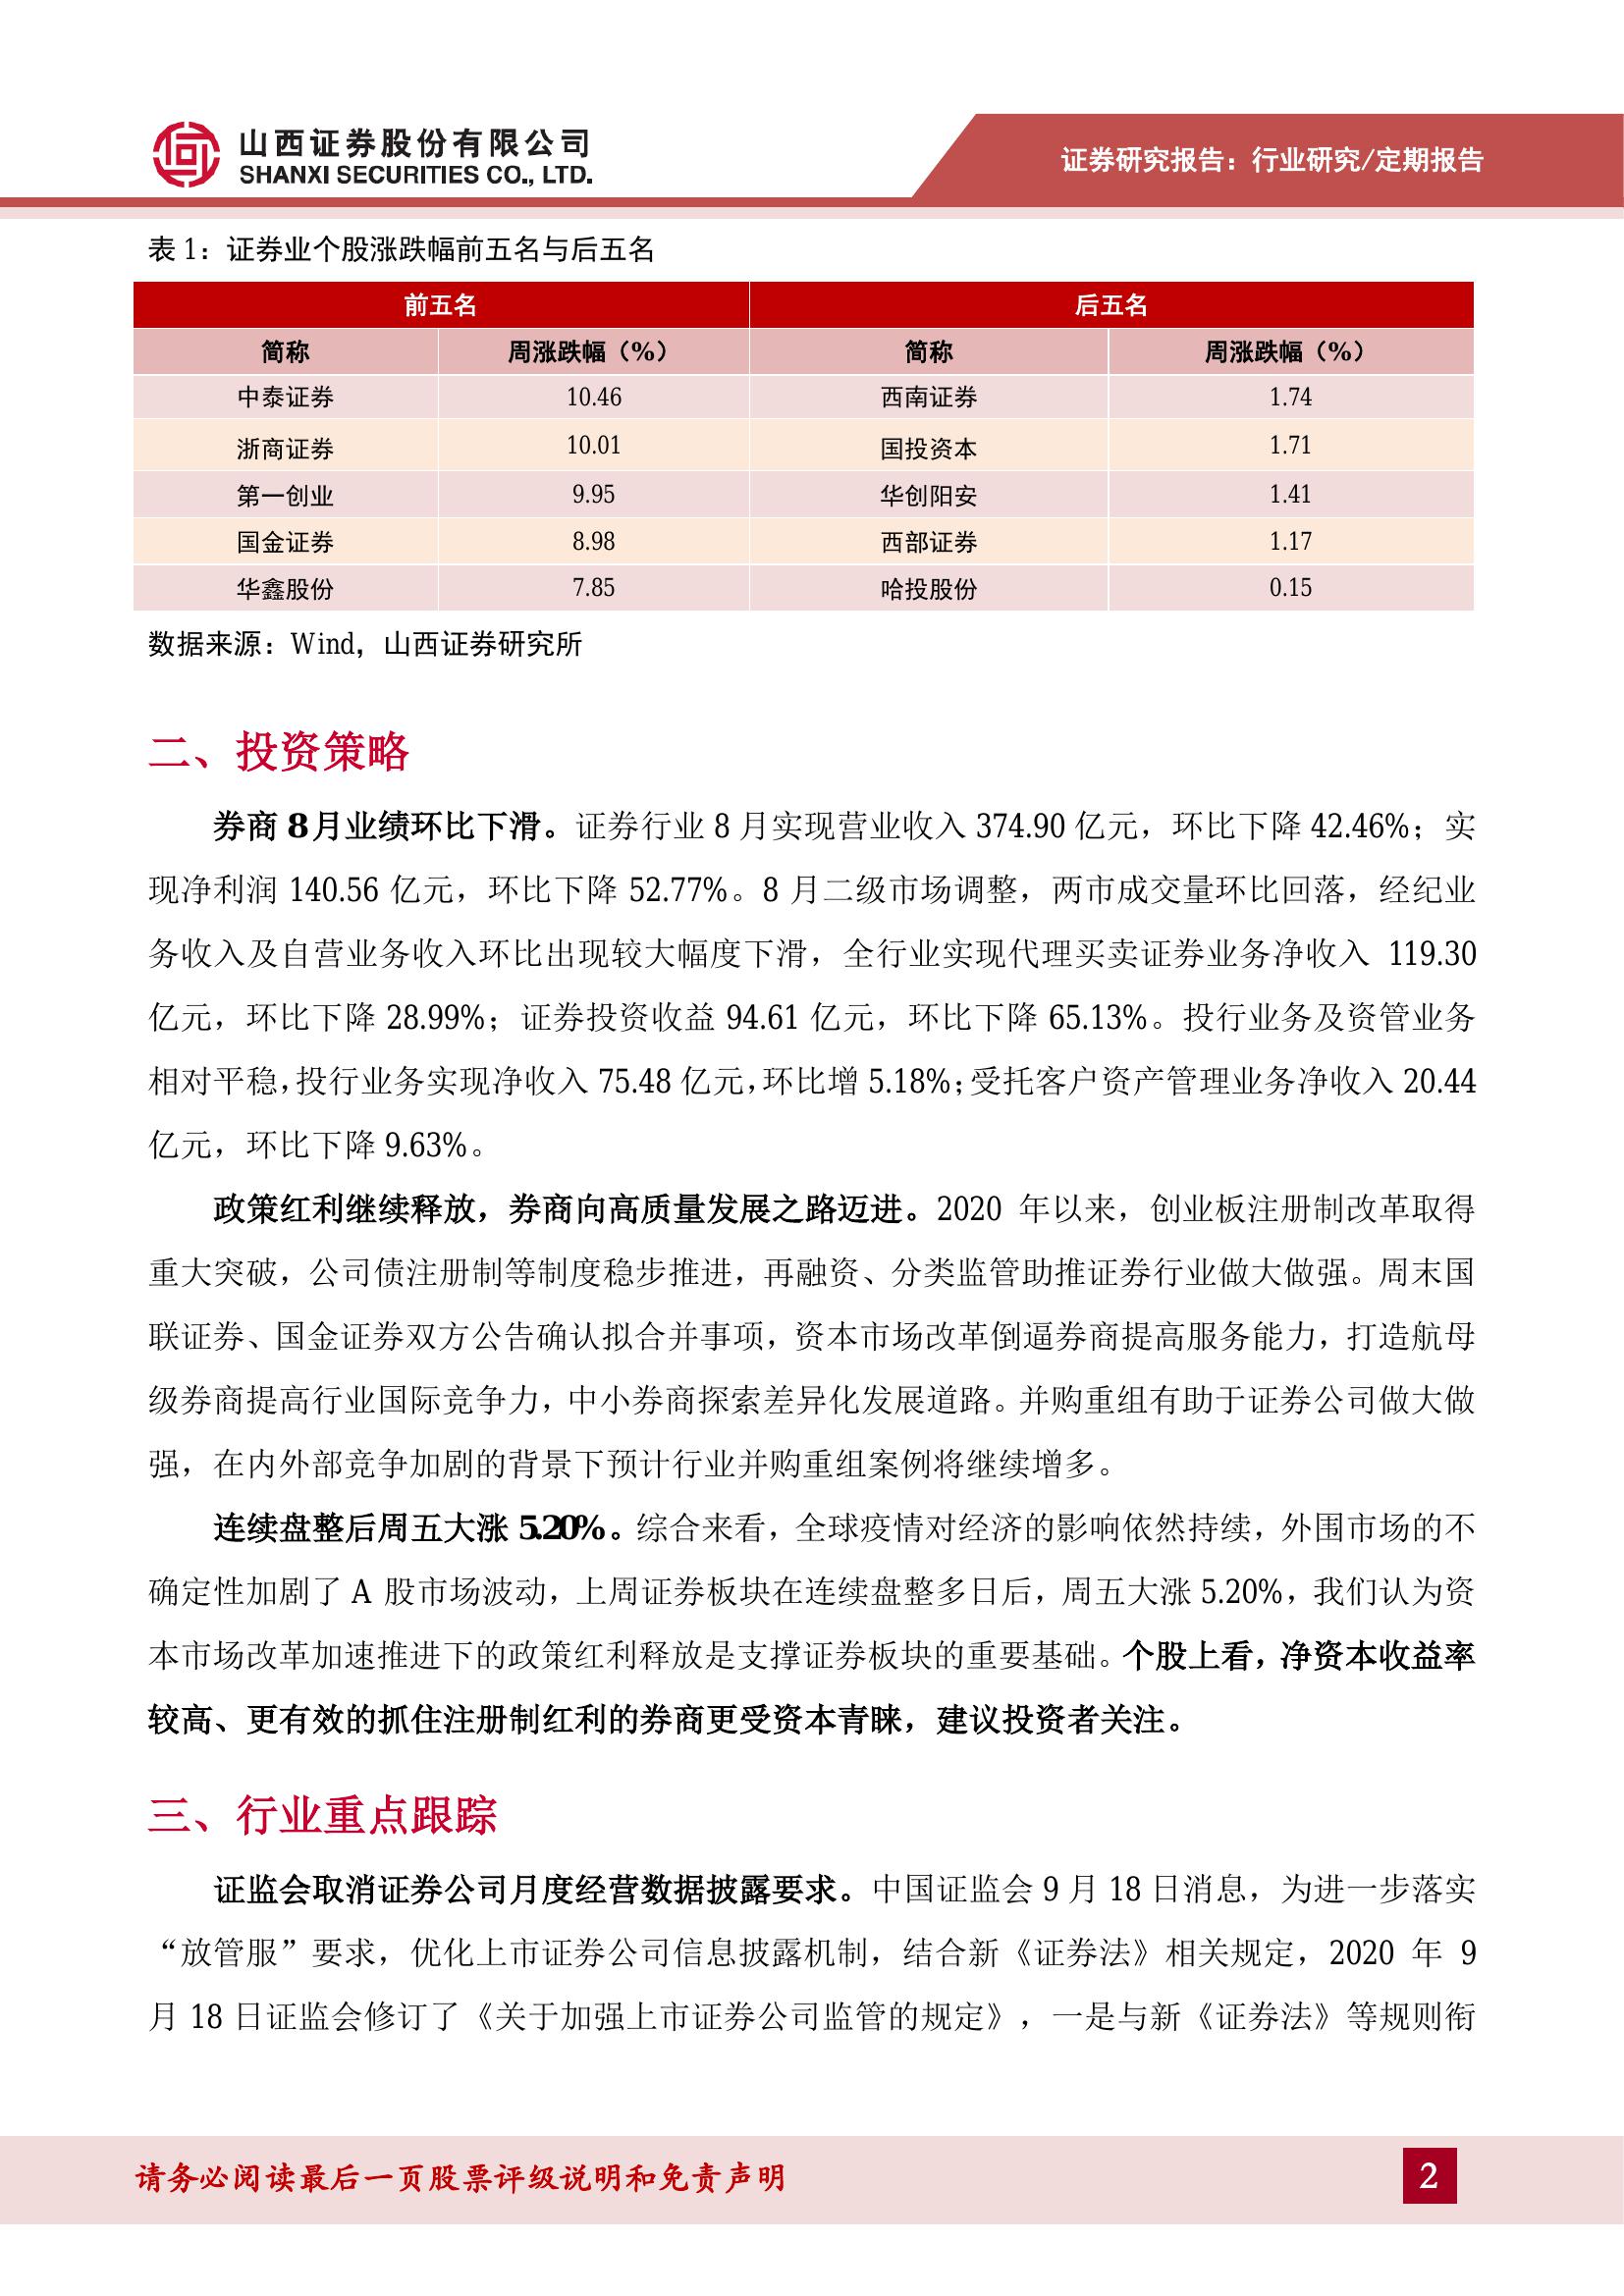 山西证券股份有限公司
SHANXI SECURITIES CO., LTD.
证券研究报告：行业研究/定期报告
表 1：证券业个股涨跌幅前五名与后五名
前五名 后五名
简称 周涨跌幅（%） 简称 周涨跌幅（%）
中泰证券 10.46 西南证券 1.74
浙商证券 10.01 国投资本 1.71
第一创业 9.95 华创阳安 1.41
国金证券 8.98 西部证券 1.17
华鑫股份 7.85 哈投股份 0.15
数据来源：Wind，山西证券研究所
二、投资策略
券商 8月业绩环比下滑。证券行业 8 月实现营业收入 374.90 亿元，环比下降 42.46%；实
现净利润 140.56 亿元，环比下降 52.77%。8 月二级市场调整，两市成交量环比回落，经纪业
务收入及自营业务收入环比出现较大幅度下滑，全行业实现代理买卖证券业务净收入 119.30
亿元，环比下降 28.99%；证券投资收益 94.61 亿元，环比下降 65.13%。投行业务及资管业务
相对平稳，投行业务实现净收入 75.48 亿元，环比增 5.18%；受托客户资产管理业务净收入 20.44
亿元，环比下降 9.63%。
政策红利继续释放，券商向高质量发展之路迈进。2020 年以来，创业板注册制改革取得
重大突破，公司债注册制等制度稳步推进，再融资、分类监管助推证券行业做大做强。周末国
联证券、国金证券双方公告确认拟合并事项，资本市场改革倒逼券商提高服务能力，打造航母
级券商提高行业国际竞争力，中小券商探索差异化发展道路。并购重组有助于证券公司做大做
强，在内外部竞争加剧的背景下预计行业并购重组案例将继续增多。
连续盘整后周五大涨 5.20%。综合来看，全球疫情对经济的影响依然持续，外围市场的不
确定性加剧了 A 股市场波动，上周证券板块在连续盘整多日后，周五大涨 5.20%，我们认为资
本市场改革加速推进下的政策红利释放是支撑证券板块的重要基础。个股上看，净资本收益率
较高、更有效的抓住注册制红利的券商更受资本青睐，建议投资者关注。
三、行业重点跟踪
证监会取消证券公司月度经营数据披露要求。中国证监会 9 月 18 日消息，为进一步落实
“放管服”要求，优化上市证券公司信息披露机制，结合新《证券法》相关规定，2020 年 9
月 18 日证监会修订了《关于加强上市证券公司监管的规定》，一是与新《证券法》等规则衔
请务必阅读最后一页股票评级说明和免责声明
2